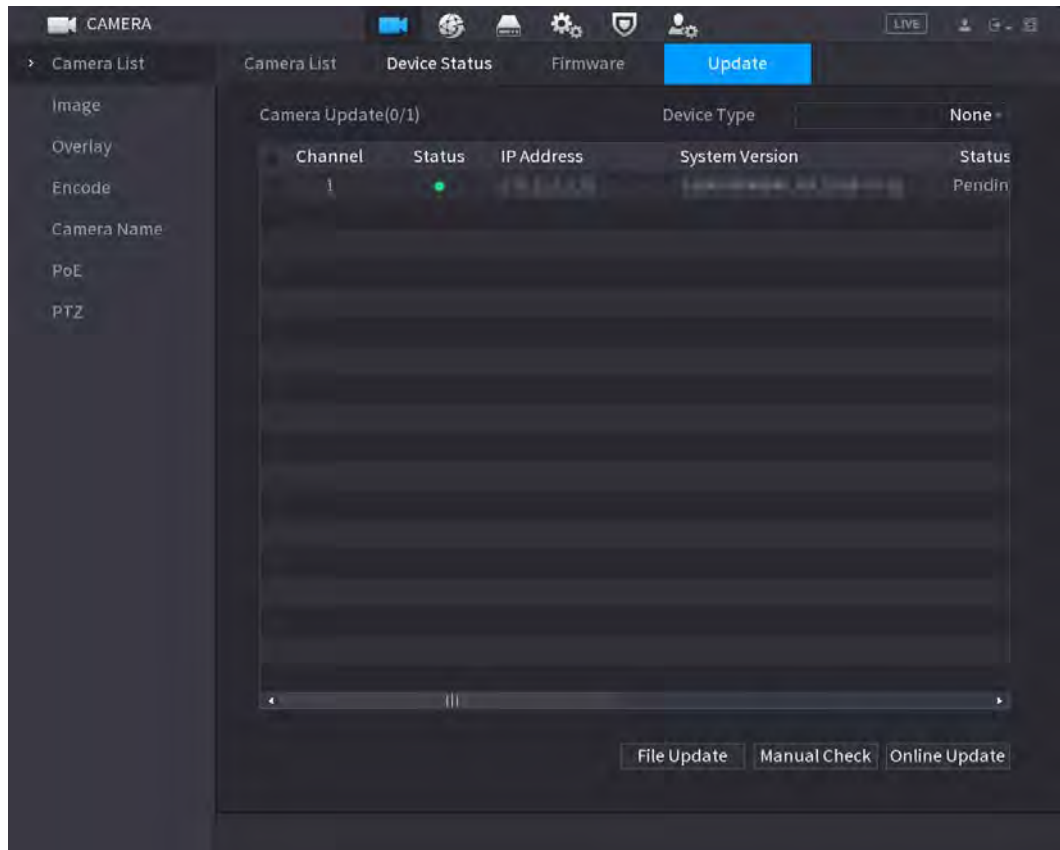 CAMERA LIVE
Camera List Camera List Device Status Firmware Update
Image
Camera Update(0/1) Device Type None
Overlay
Channel Status IP Address System Version Status
Encode
1 Pendin
Camera Name
PoE
PTZ
File Update Manual Check Online Update